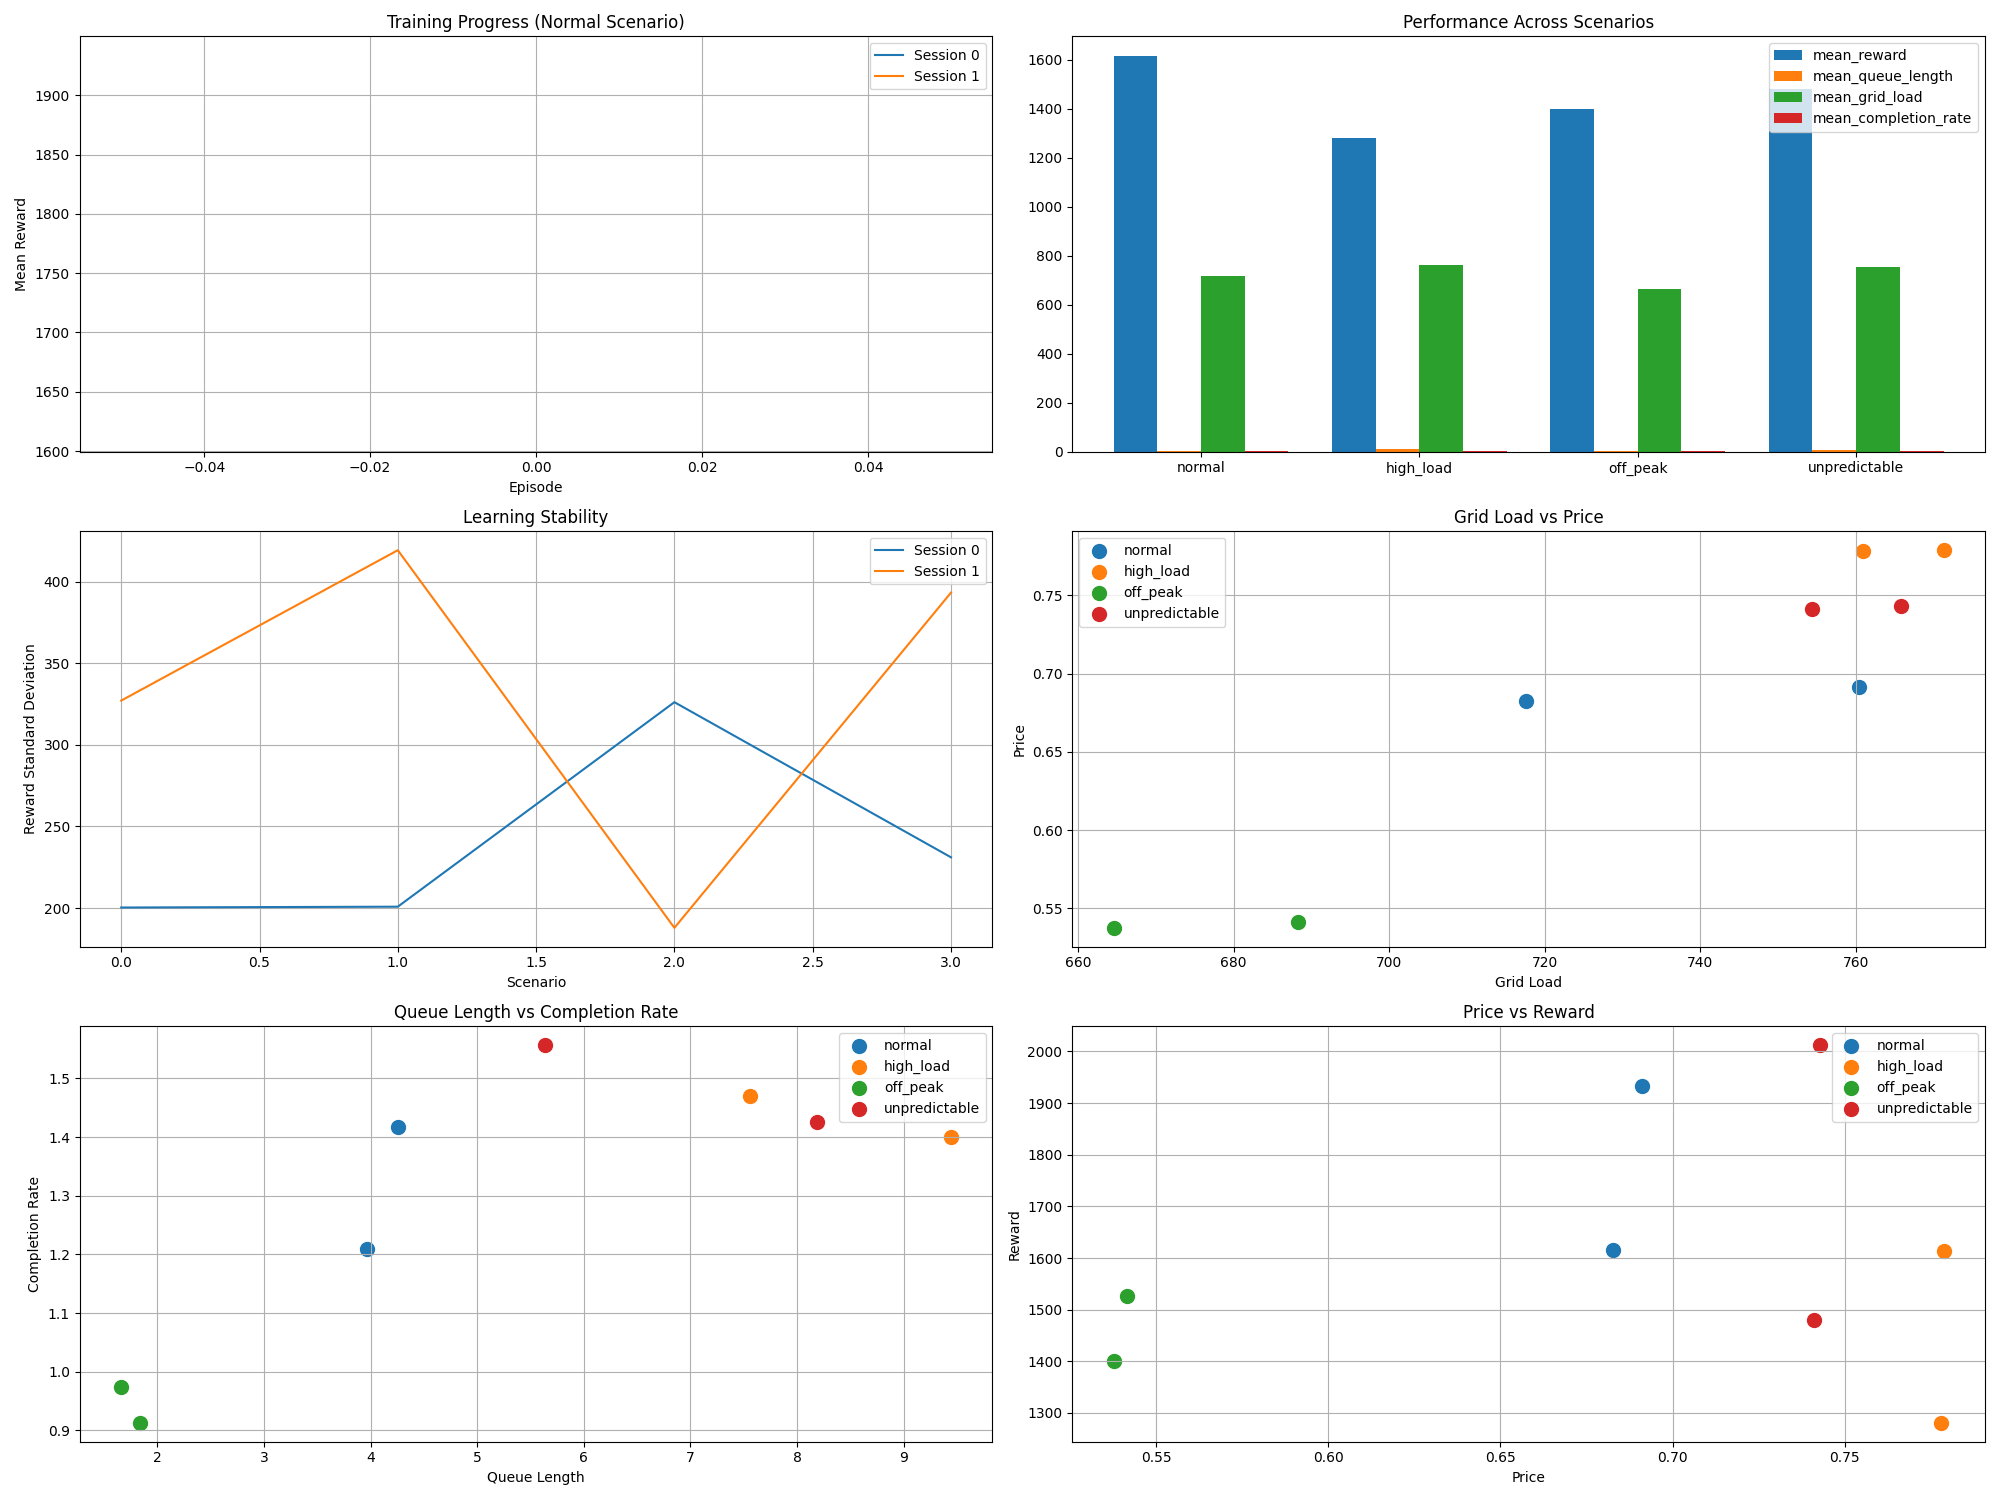 Training Progress (Normal Scenario)
Mean Reward
1900
1850
1800
1750
1700
1650
1600
Session 0
Session 1
−0.04
−0.02
0.00
0.02
0.04
Episode
Performance Across Scenarios
1600
1400
1200
1000
800
600
400
200
0
mean_reward
mean_queue_length
mean_grid_load
mean_completion_rate
normal
high_load
off_peak
unpredictable
Learning Stability
Reward Standard Deviation
400
350
300
250
200
Session 0
Session 1
0.0
0.5
1.0
1.5
2.0
2.5
3.0
Scenario
Grid Load vs Price
Price
0.75
0.70
0.65
0.60
0.55
normal
high_load
off_peak
unpredictable
660
680
700
720
740
760
Grid Load
Queue Length vs Completion Rate
Completion Rate
1.5
1.4
1.3
1.2
1.1
1.0
0.9
normal
high_load
off_peak
unpredictable
2
3
4
5
6
7
8
9
Queue Length
Price vs Reward
Reward
2000
1900
1800
1700
1600
1500
1400
1300
normal
high_load
off_peak
unpredictable
0.55
0.60
0.65
0.70
0.75
Price